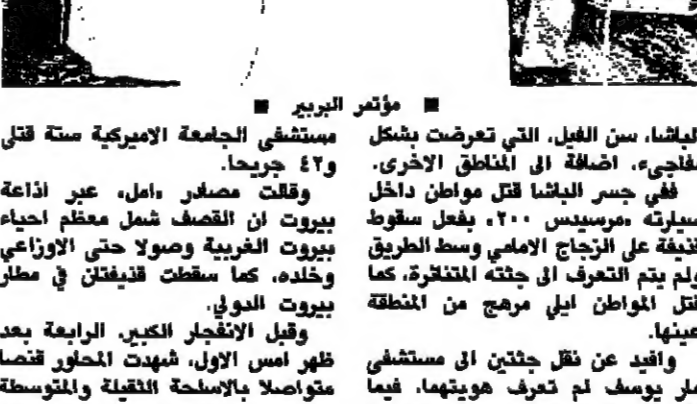 ■ مؤتمر البربير ■
الباشا، سن الفيل، التي تعرضت بشكل
مفاجيء، اضافة الى المناطق الاخرى.
ففي جسر الباشا قتل مواطن داخل
سيارته «مرسيدس ٢٠٠» بفعل سقوط
قذيفة على الزجاج الامامي وسط الطريق
ولم يتم التعرف الى جثته المتناثرة، كما
قتل المواطن ايلي مرهج من المنطقة
عينها.
وافيد عن نقل جثتين الى مستشفى
مار يوسف لم تعرف هويتهما، فيما
مستشفى الجامعة الاميركية ستة قتلى
و٤٢ جريحا.
وقالت مصادر «امل» عبر اذاعة
بيروت ان القصف شمل معظم احياء
بيروت الغربية وصولا حتى الاوزاعي
وخلده، كما سقطت قذيفتان في مطار
بيروت الدولي.
وقبل الانفجار الكبير، الرابعة بعد
ظهر امس الاول، شهدت المحاور قنصا
متواصلا بالاسلحة الثقيلة والمتوسطة